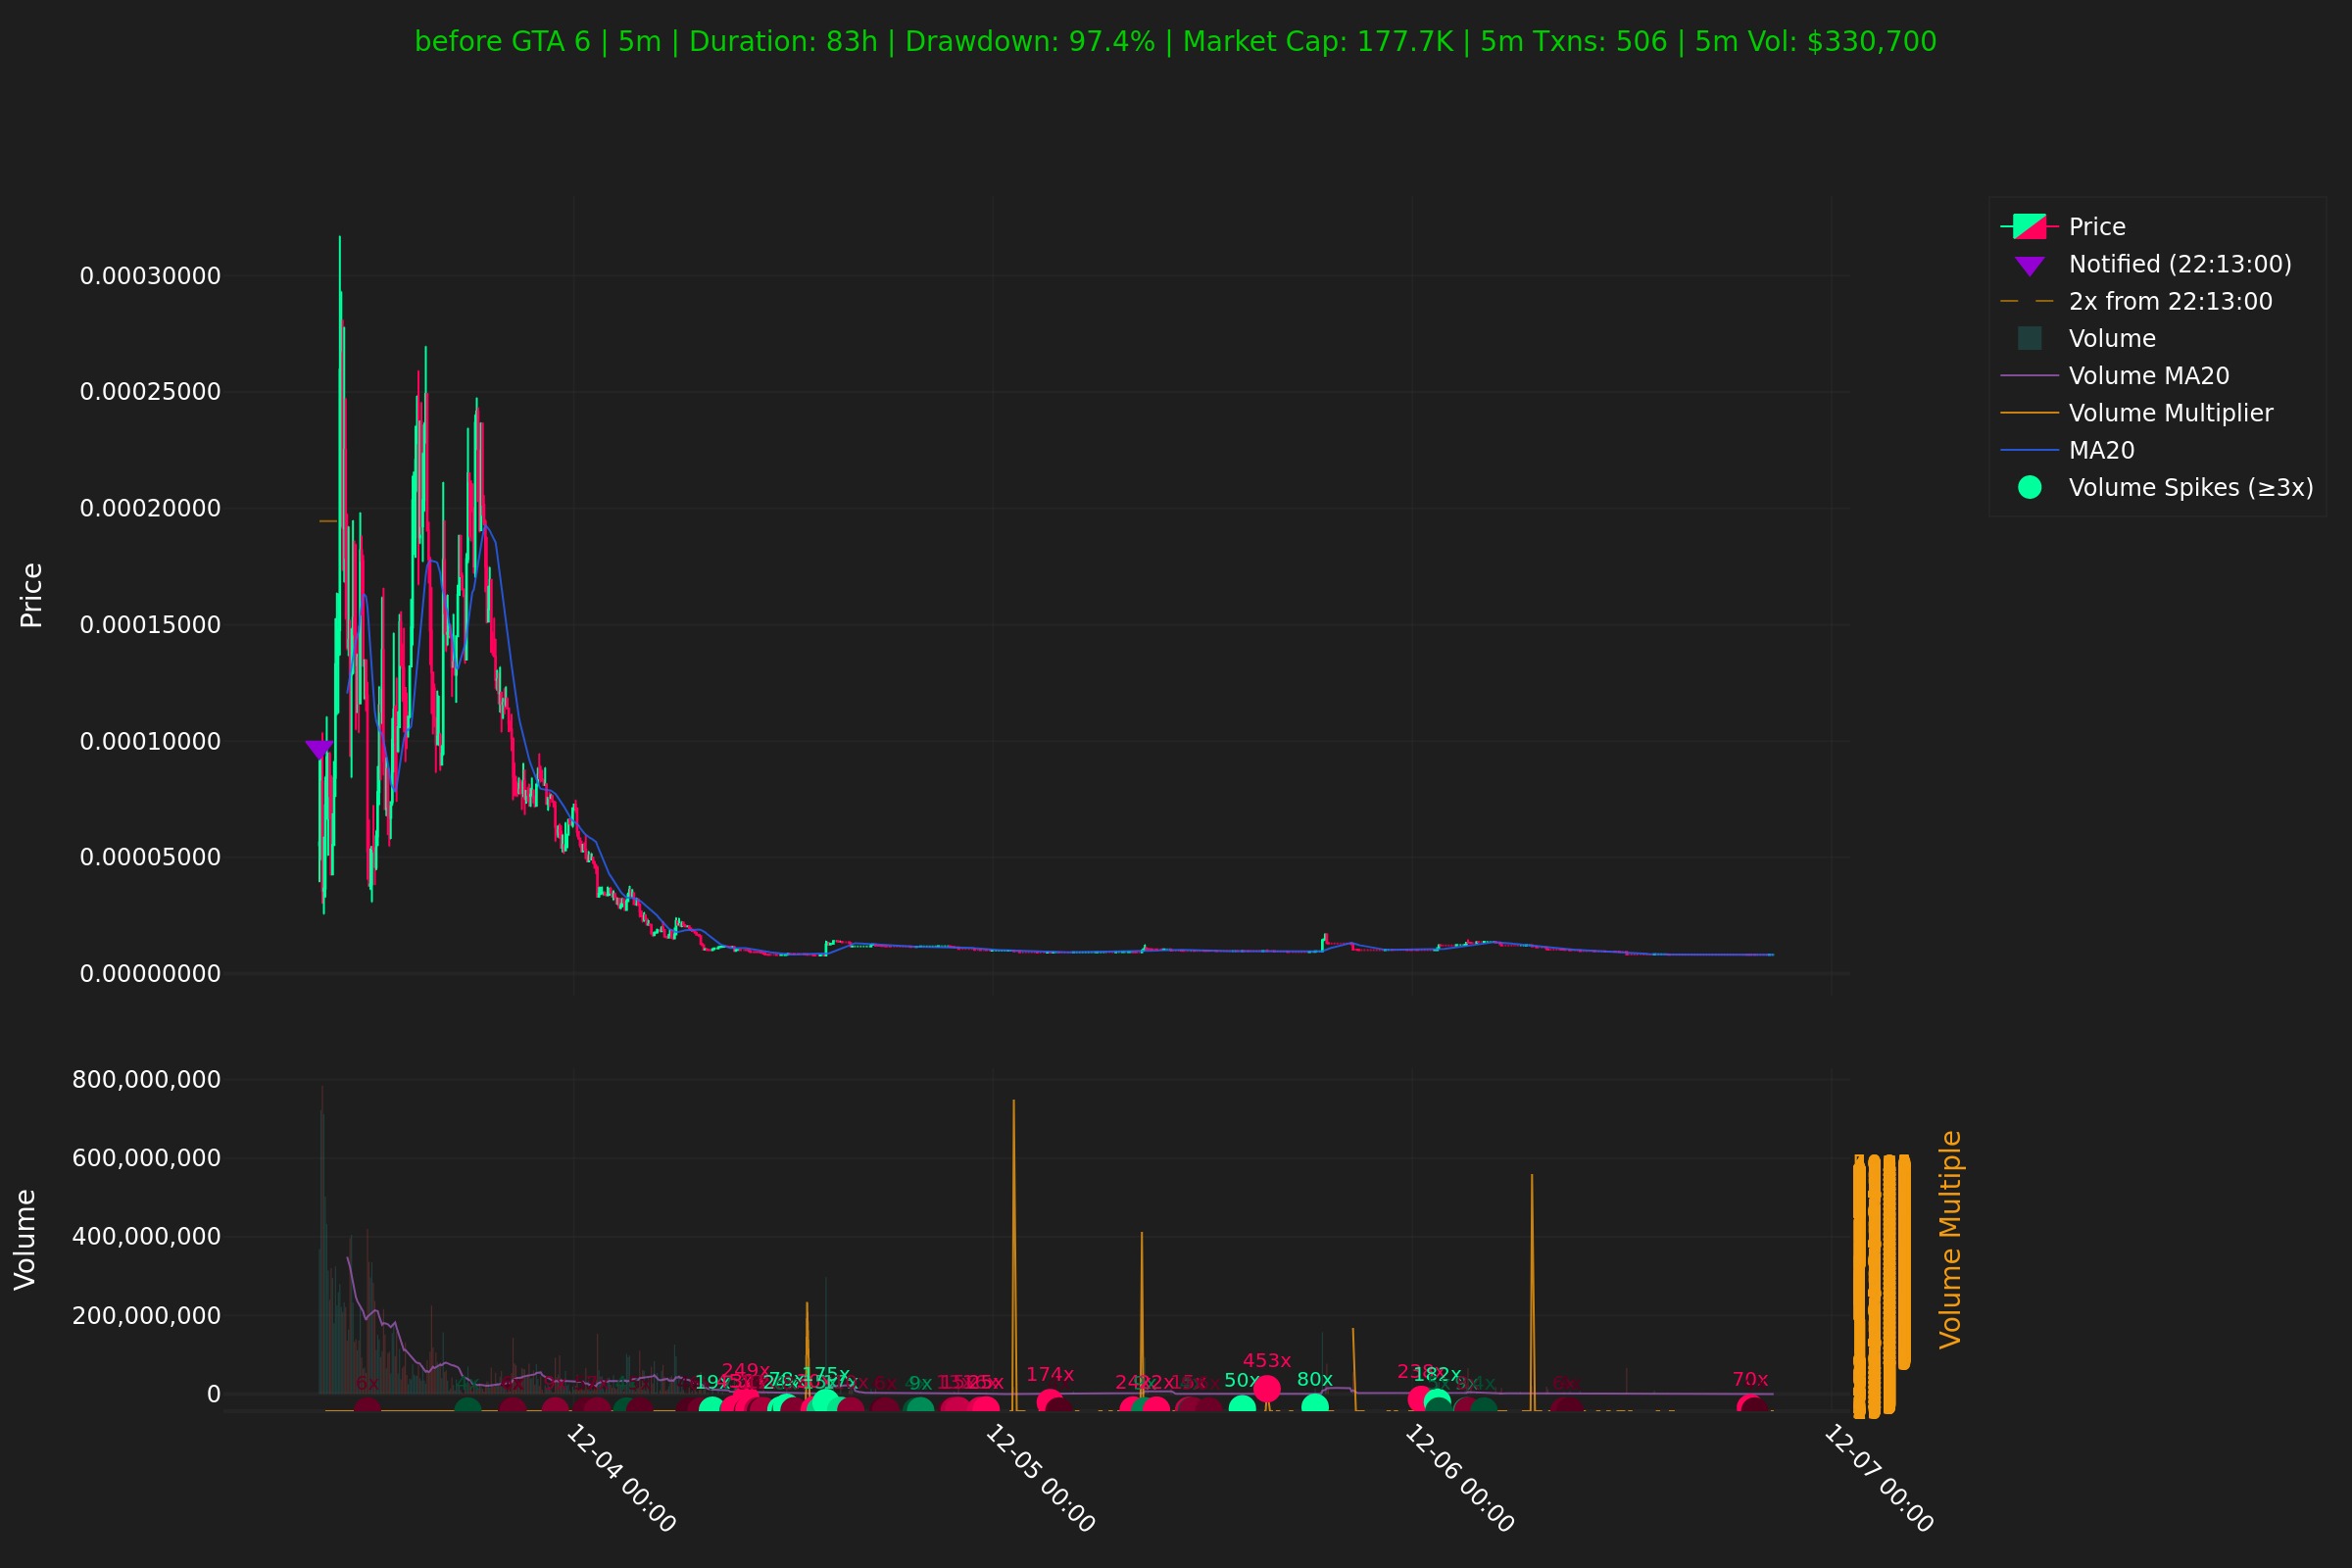 before GTA 6 | 5m | Duration: 83h | Drawdown: 97.4% | Market Cap: 177.7K | 5m Txns: 506 | 5m Vol: $330,700
Price
Notified (22:13:00)
2x from 22:13:00
Volume
Volume MA20
Volume Multiplier
MA20
Volume Spikes (≥3x)
Price
0.00030000
0.00025000
0.00020000
0.00015000
0.00010000
0.00005000
0.00000000
Volume
800,000,000
600,000,000
400,000,000
200,000,000
0
Volume Multiple
6x
19x
249x
175x
6x
9x
174x
50x
453x
80x
182x
6x
70x
12-04 00:00
12-05 00:00
12-06 00:00
12-07 00:00